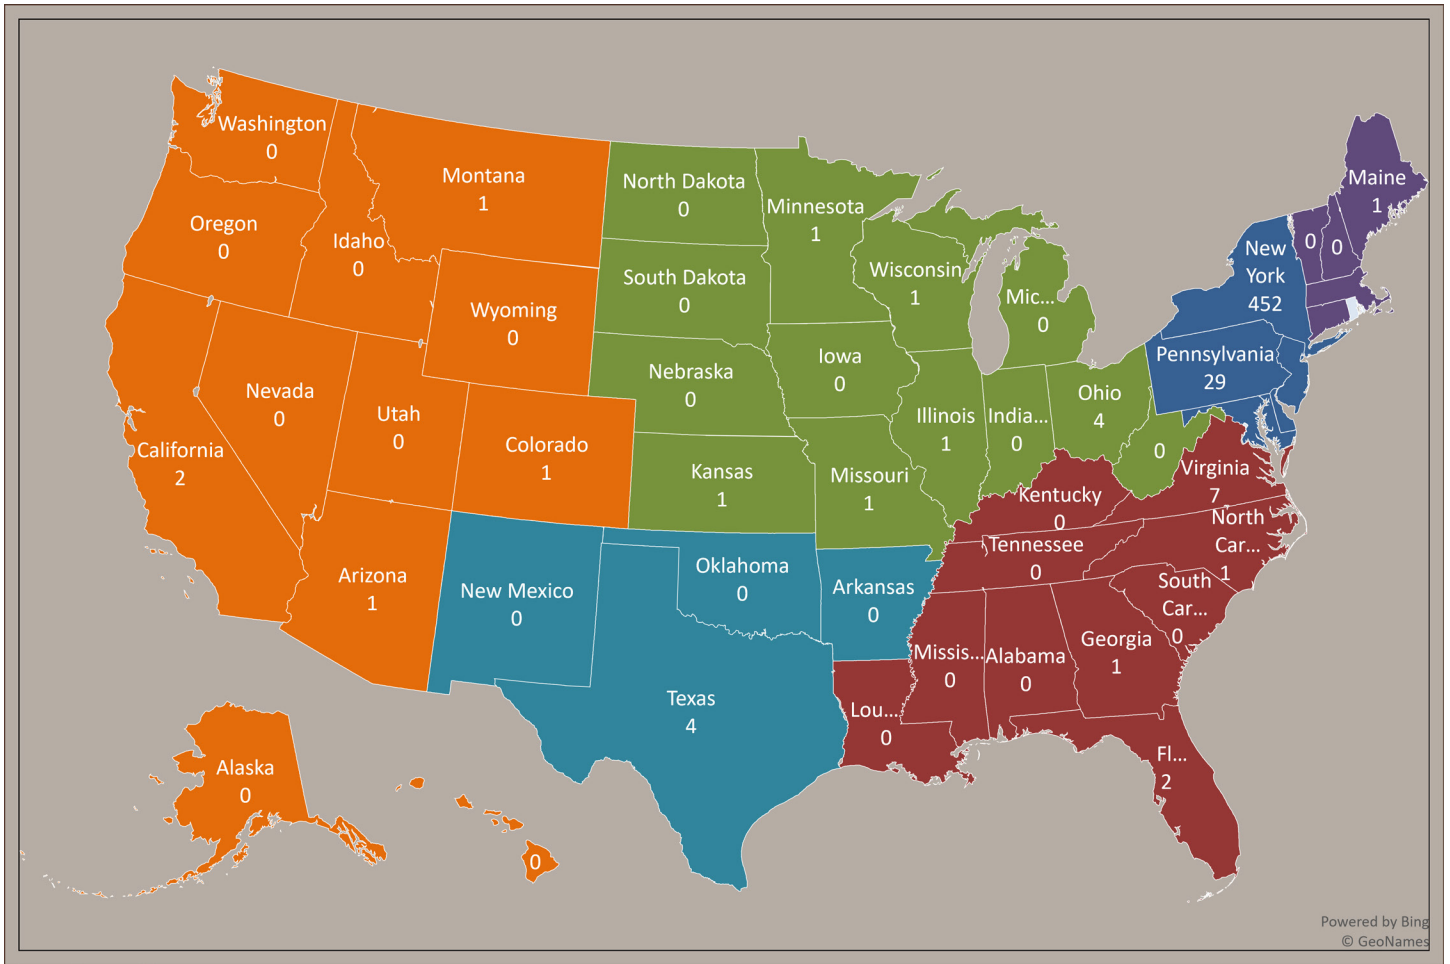 Washington
0
Montana
1
North Dakota
0
Minnesota
1
Maine
1
Oregon
0
Idaho
0
0
0
New
York
452
South Dakota
0
Wisconsin
1
Mic...
0
Wyoming
0
Pennsylvania
29
Nebraska
0
Iowa
0
Nevada
0
Utah
0
Ohio
4
Illinois
1
India...
0
California
2
Colorado
1
Kansas
1
Missouri
1
0
Virginia
7
Kentucky
0
North
Car...
1
Tennessee
0
Arizona
1
New Mexico
0
Oklahoma
0
Arkansas
0
South
Car...
0
Missis...
0
Alabama
0
Georgia
1
Texas
4
Lou...
0
Fl...
2
Alaska
0
0
Powered by Bing
© GeoNames